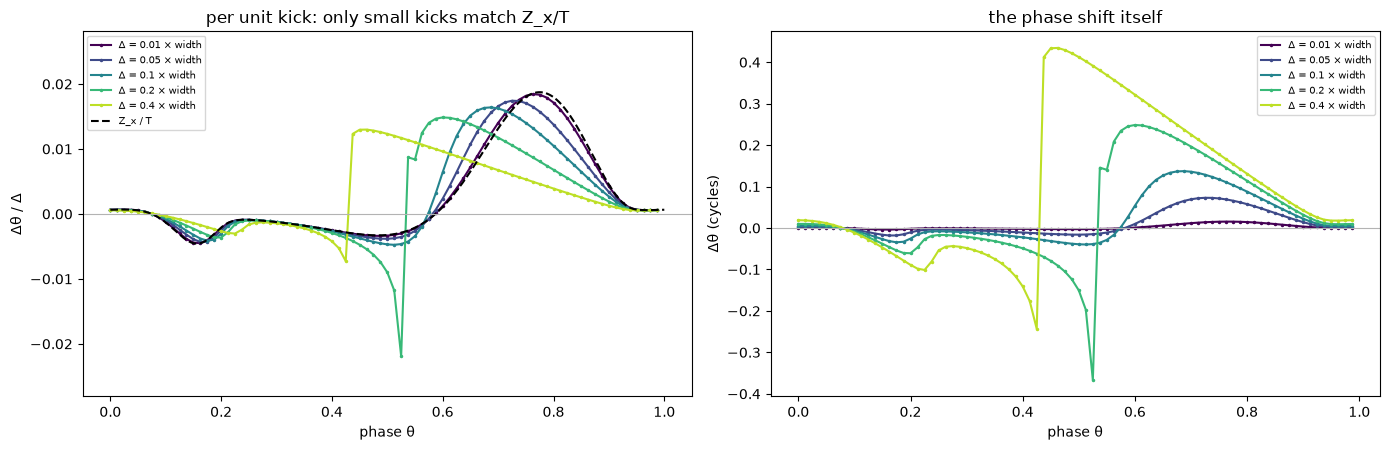 per unit kick: only small kicks match Z_x/T
Δθ / Δ
0.02
0.01
0.00
−0.01
−0.02
Δ = 0.01 × width
Δ = 0.05 × width
Δ = 0.1 × width
Δ = 0.2 × width
Δ = 0.4 × width
Z_x / T
0.0
0.2
0.4
0.6
0.8
1.0
phase θ
the phase shift itself
Δθ (cycles)
0.4
0.3
0.2
0.1
0.0
−0.1
−0.2
−0.3
−0.4
Δ = 0.01 × width
Δ = 0.05 × width
Δ = 0.1 × width
Δ = 0.2 × width
Δ = 0.4 × width
0.0
0.2
0.4
0.6
0.8
1.0
phase θ